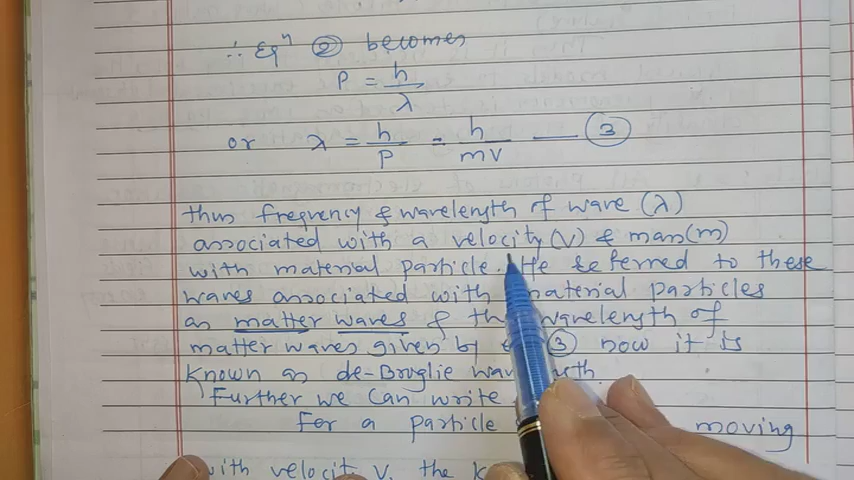 ∴ Eqⁿ ② becomes
P = h/λ
or λ = h/P = h/mV — ③
thus frequency & wavelength of wave (λ)
associated with a velocity (V) & mass(m)
with material particle. He referred to these
waves associated with material particles
as matter waves & the wavelength of
matter waves given by ③ now it is
known as de-Broglie wavelength.
Further we can write
For a particle moving
with velocity V, the